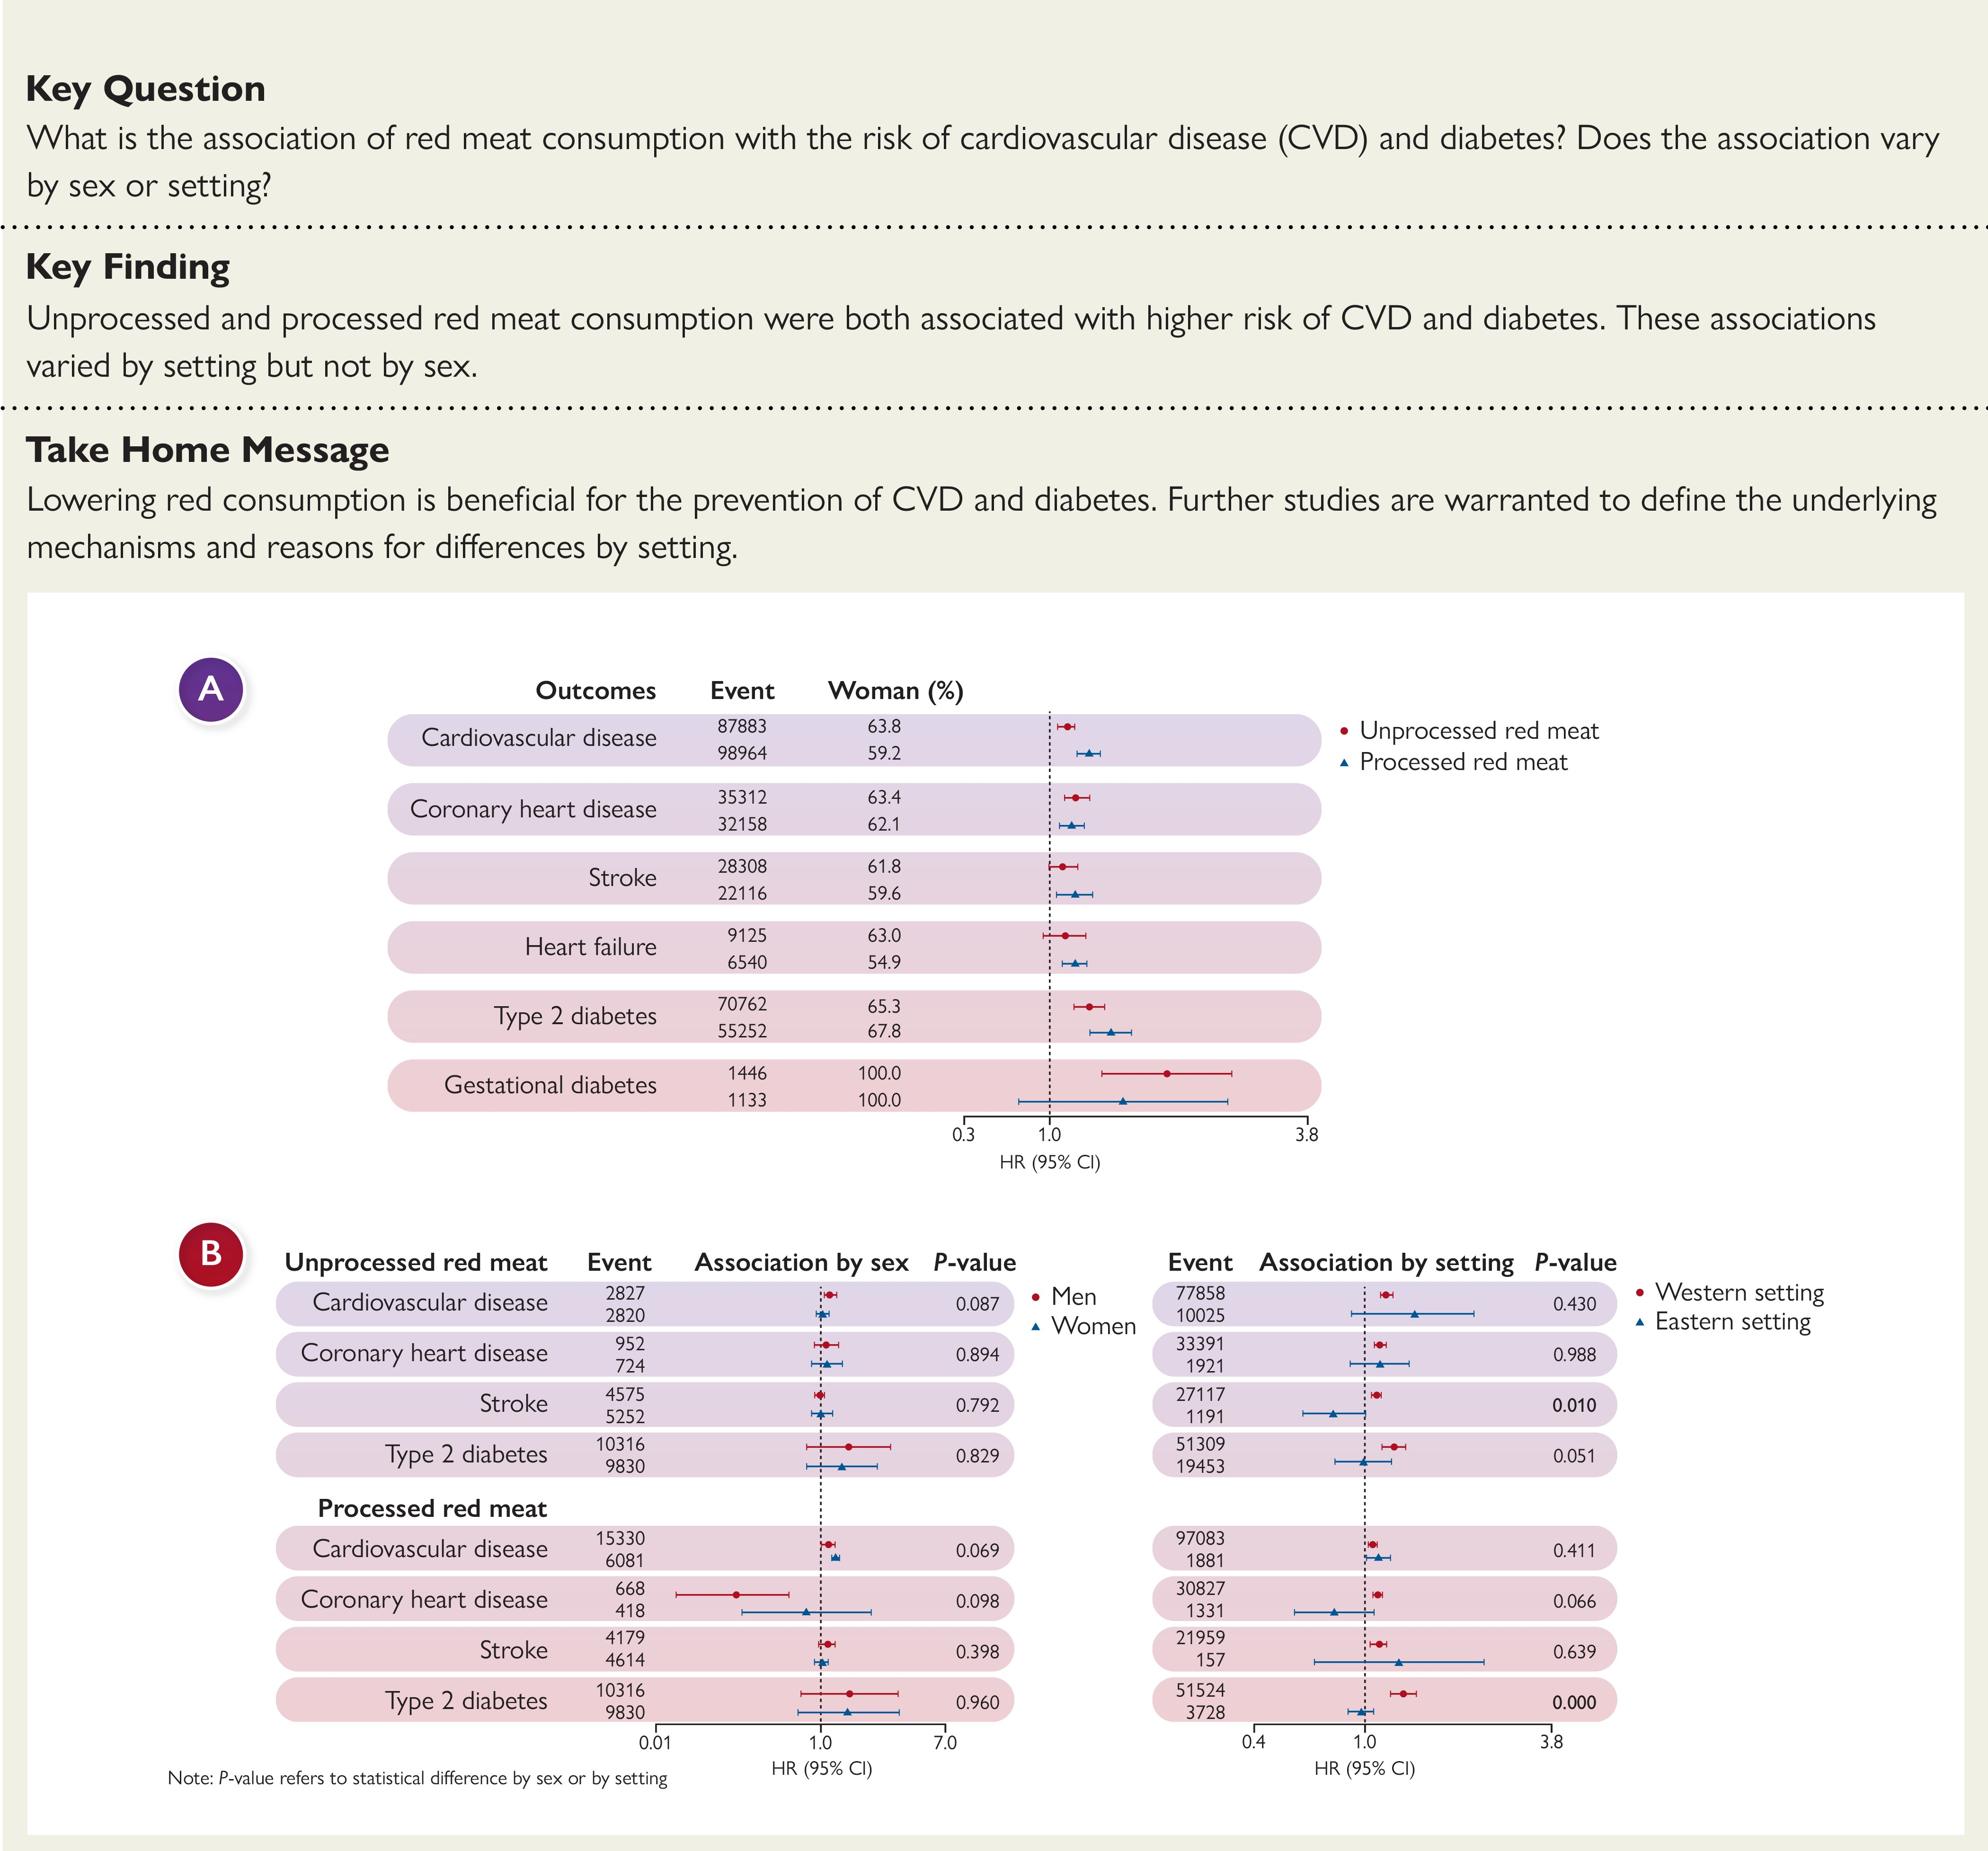 Key Question
What is the association of red meat consumption with the risk of cardiovascular disease (CVD) and diabetes? Does the association vary
by sex or setting?
Key Finding
Unprocessed and processed red meat consumption were both associated with higher risk of CVD and diabetes. These associations
varied by setting but not by sex.
Take Home Message
Lowering red consumption is beneficial for the prevention of CVD and diabetes. Further studies are warranted to define the underlying
mechanisms and reasons for differences by setting.
A
Outcomes Event Woman (%)
Cardiovascular disease
87883 63.8
98964 59.2
Unprocessed red meat
Processed red meat
Coronary heart disease
35312 63.4
32158 62.1
Stroke
28308 61.8
22116 59.6
Heart failure
9125 63.0
6540 54.9
Type 2 diabetes
70762 65.3
55252 67.8
Gestational diabetes
1446 100.0
1133 100.0
0.3 1.0 3.8
HR (95% CI)
B
Unprocessed red meat Event Association by sex P-value
Cardiovascular disease
2827
2820
0.087
Men
Women
Coronary heart disease
952
724
0.894
Stroke
4575
5252
0.792
Type 2 diabetes
10316
9830
0.829
Processed red meat
Cardiovascular disease
15330
6081
0.069
Coronary heart disease
668
418
0.098
Stroke
4179
4614
0.398
Type 2 diabetes
10316
9830
0.960
0.01 1.0 7.0
HR (95% CI)
Note: P-value refers to statistical difference by sex or by setting
Event Association by setting P-value
77858
10025
0.430
Western setting
Eastern setting
33391
1921
0.988
27117
1191
0.010
51309
19453
0.051
97083
1881
0.411
30827
1331
0.066
21959
157
0.639
51524
3728
0.000
0.4 1.0 3.8
HR (95% CI)